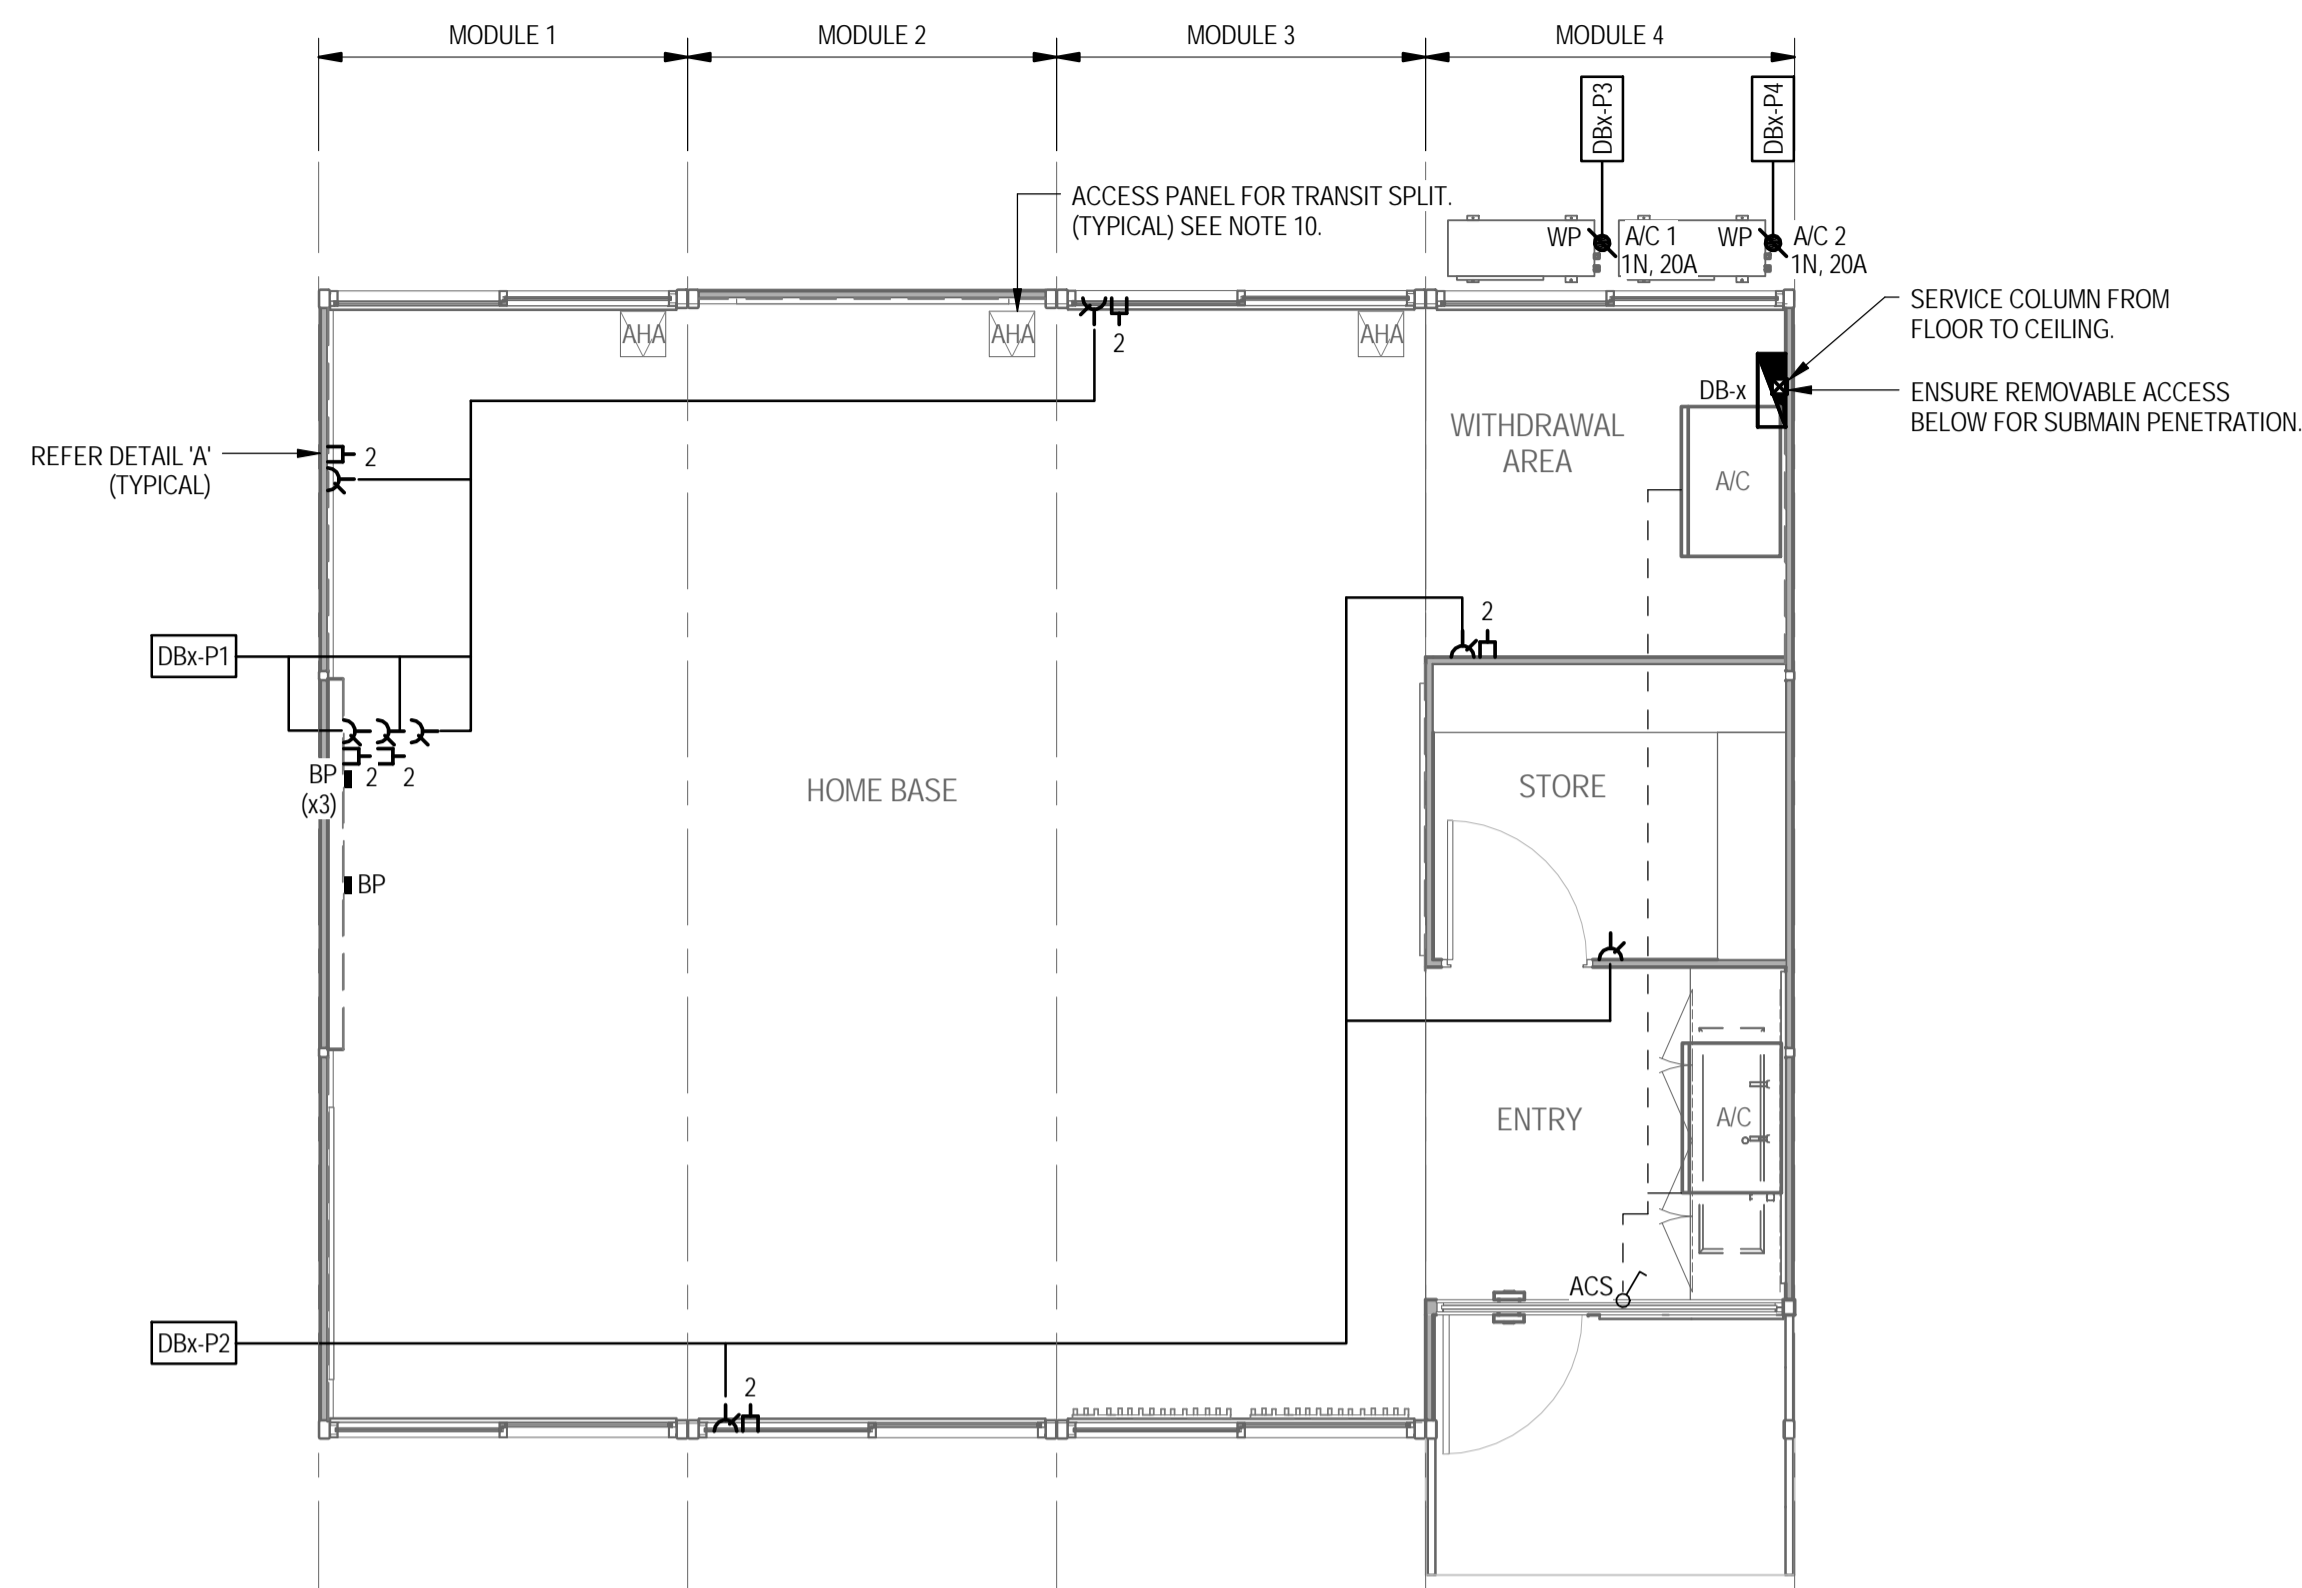 MODULE 1
MODULE 2
MODULE 3
MODULE 4
DBx-P3
DBx-P4
ACCESS PANEL FOR TRANSIT SPLIT.
(TYPICAL) SEE NOTE 10.
WP
A/C 1
1N, 20A
WP
A/C 2
1N, 20A
SERVICE COLUMN FROM
FLOOR TO CEILING.
AHA
AHA
2
AHA
DB-x
ENSURE REMOVABLE ACCESS
BELOW FOR SUBMAIN PENETRATION.
WITHDRAWAL
AREA
REFER DETAIL 'A'
(TYPICAL)
2
A/C
2
DBx-P1
BP
(x3)
2
2
HOME BASE
STORE
BP
ENTRY
A/C
ACS
DBx-P2
2